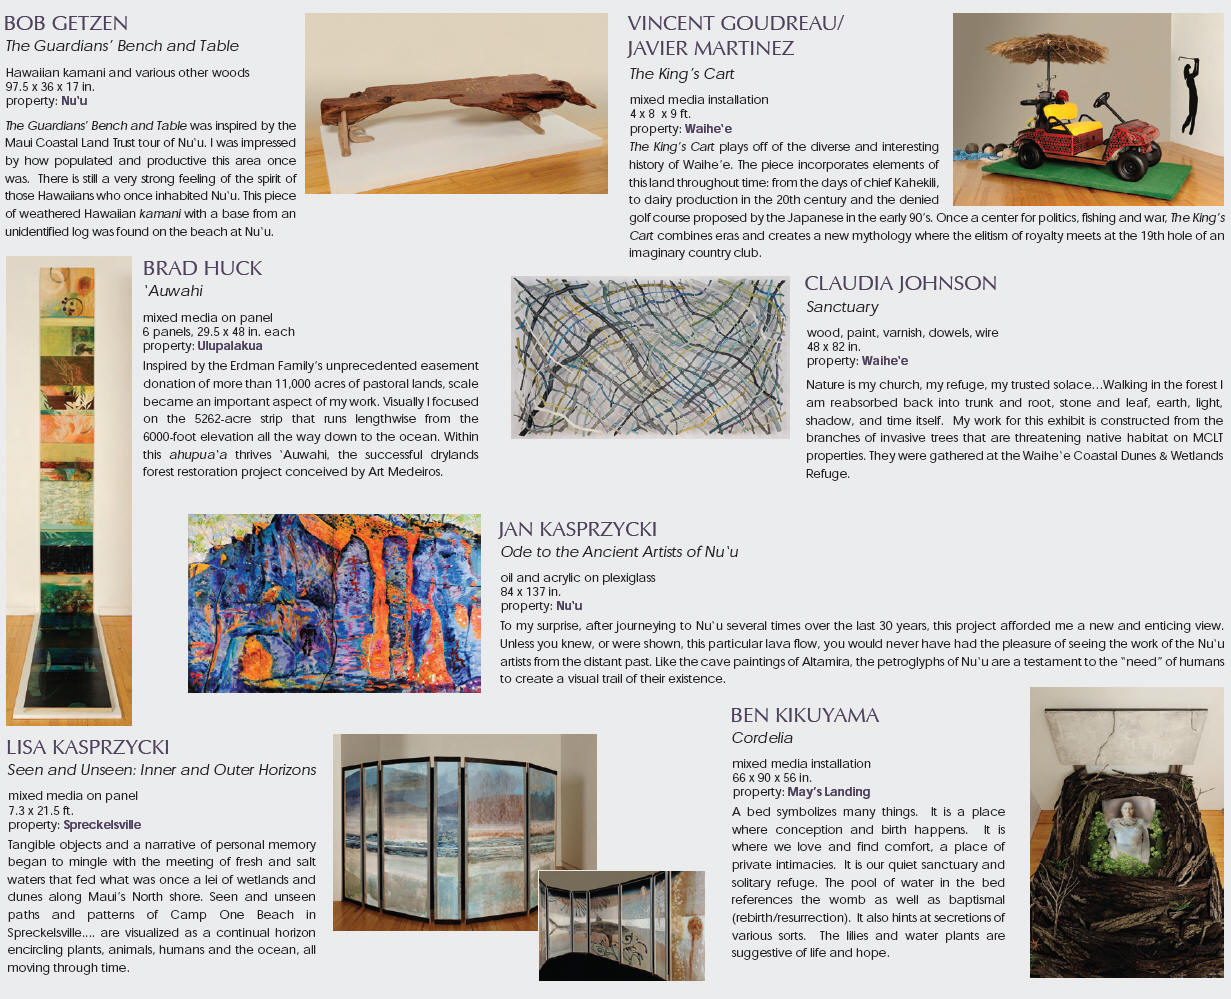 BOB GETZEN
The Guardians’ Bench and Table
Hawaiian kamani and various other woods
97.5 x 36 x 17 in.
property: Nu‘u
The Guardians’ Bench and Table was inspired by the
Maui Coastal Land Trust tour of Nu‘u. I was impressed
by how populated and productive this area once
was. There is still a very strong feeling of the spirit of
those Hawaiians who once inhabited Nu‘u. This piece
of weathered Hawaiian kamani with a base from an
unidentified log was found on the beach at Nu‘u.
VINCENT GOUDREAU/
JAVIER MARTINEZ
The King’s Cart
mixed media installation
4 x 8 x 9 ft.
property: Waihe‘e
The King’s Cart plays off of the diverse and interesting
history of Waihe‘e. The piece incorporates elements of
this land throughout time: from the days of chief Kahekili,
to dairy production in the 20th century and the denied
golf course proposed by the Japanese in the early 90’s. Once a center for politics, fishing and war, The King’s
Cart combines eras and creates a new mythology where the elitism of royalty meets at the 19th hole of an
imaginary country club.
BRAD HUCK
‘Auwahi
mixed media on panel
6 panels, 29.5 x 48 in. each
property: Ulupalakua
Inspired by the Erdman Family’s unprecedented easement
donation of more than 11,000 acres of pastoral lands, scale
became an important aspect of my work. Visually I focused
on the 5262-acre strip that runs lengthwise from the
6000-foot elevation all the way down to the ocean. Within
this ahupua‘a thrives ‘Auwahi, the successful drylands
forest restoration project conceived by Art Medeiros.
CLAUDIA JOHNSON
Sanctuary
wood, paint, varnish, dowels, wire
48 x 82 in.
property: Waihe‘e
Nature is my church, my refuge, my trusted solace...Walking in the forest I
am reabsorbed back into trunk and root, stone and leaf, earth, light,
shadow, and time itself. My work for this exhibit is constructed from the
branches of invasive trees that are threatening native habitat on MCLT
properties. They were gathered at the Waihe‘e Coastal Dunes & Wetlands
Refuge.
JAN KASPRZYCKI
Ode to the Ancient Artists of Nu‘u
oil and acrylic on plexiglass
84 x 137 in.
property: Nu‘u
To my surprise, after journeying to Nu‘u several times over the last 30 years, this project afforded me a new and enticing view.
Unless you knew, or were shown, this particular lava flow, you would never have had the pleasure of seeing the work of the Nu‘u
artists from the distant past. Like the cave paintings of Altamira, the petroglyphs of Nu‘u are a testament to the “need” of humans
to create a visual trail of their existence.
LISA KASPRZYCKI
Seen and Unseen: Inner and Outer Horizons
mixed media on panel
7.3 x 21.5 ft.
property: Spreckelsville
Tangible objects and a narrative of personal memory
began to mingle with the meeting of fresh and salt
waters that fed what was once a lei of wetlands and
dunes along Maui’s North shore. Seen and unseen
paths and patterns of Camp One Beach in
Spreckelsville.... are visualized as a continual horizon
encircling plants, animals, humans and the ocean, all
moving through time.
BEN KIKUYAMA
Cordelia
mixed media installation
66 x 90 x 56 in.
property: May’s Landing
A bed symbolizes many things. It is a place
where conception and birth happens. It is
where we love and find comfort, a place of
private intimacies. It is our quiet sanctuary and
solitary refuge. The pool of water in the bed
references the womb as well as baptismal
(rebirth/resurrection). It also hints at secretions of
various sorts. The lilies and water plants are
suggestive of life and hope.